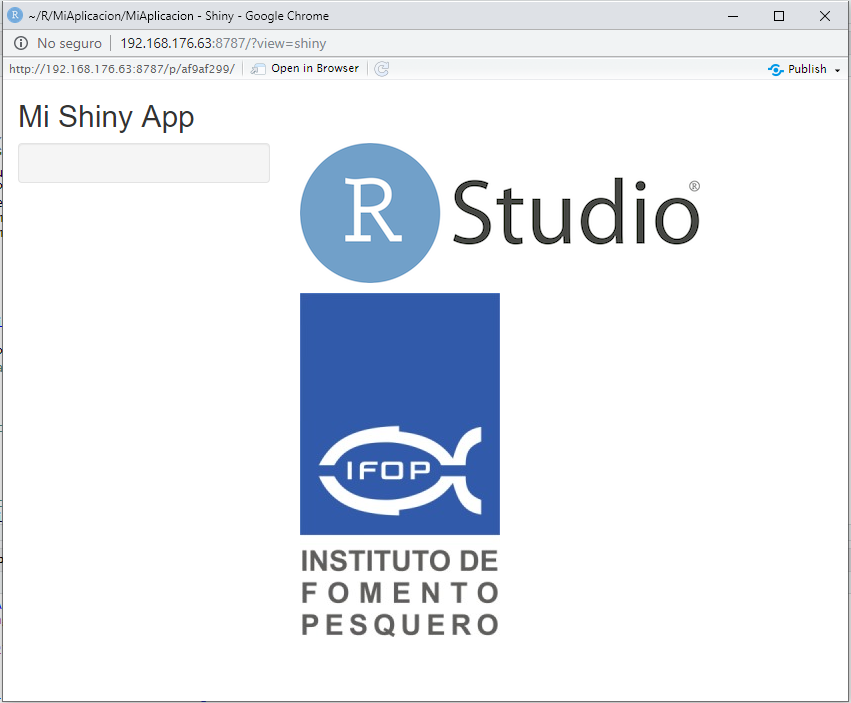 R ~/R/MiAplicacion/MiAplicacion - Shiny - Google Chrome
No seguro | 192.168.176.63:8787/?view=shiny
http://192.168.176.63:8787/p/af9af299/ Open in Browser Publish
Mi Shiny App
R Studio ®
IFOP
INSTITUTO DE
FOMENTO
PESQUERO